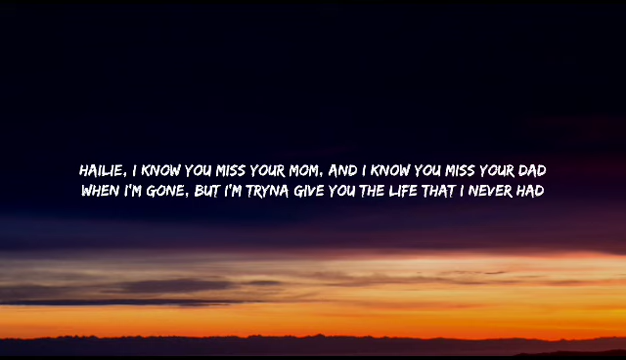 HAILIE, I KNOW YOU MISS YOUR MOM, AND I KNOW YOU MISS YOUR DAD
WHEN I'M GONE, BUT I'M TRYNA GIVE YOU THE LIFE THAT I NEVER HAD